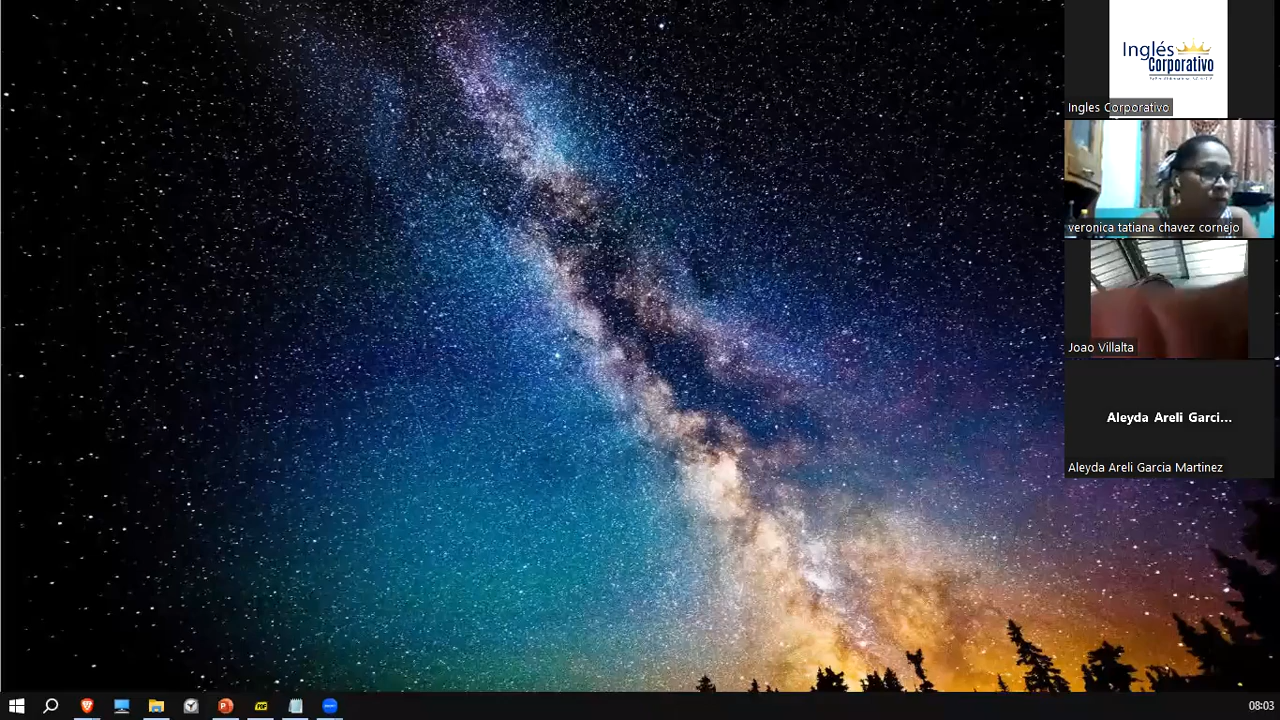 Inglés
Corporativo
Ingles Corporativo
veronica tatiana chavez cornejo
Joao Villalta
Aleyda Areli Garci...
Aleyda Areli Garcia Martinez
08:03